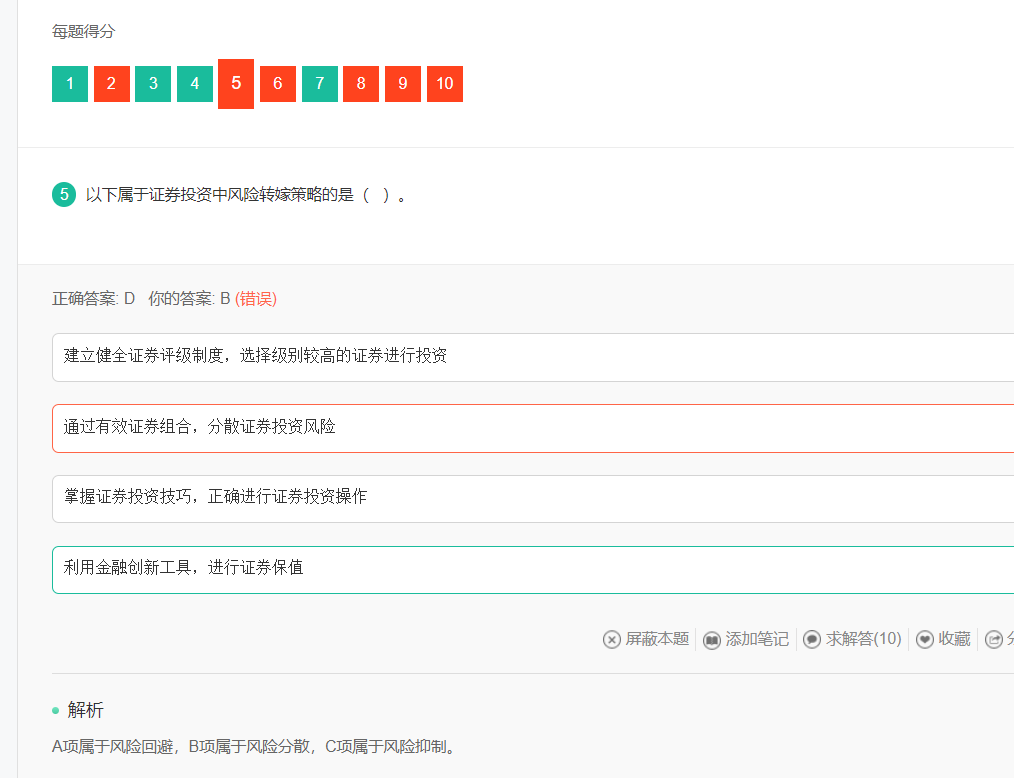 每题得分
1 2 3 4 5 6 7 8 9 10
5 以下属于证券投资中风险转嫁策略的是（ ）。
正确答案: D 你的答案: B (错误)
建立健全证券评级制度，选择级别较高的证券进行投资
通过有效证券组合，分散证券投资风险
掌握证券投资技巧，正确进行证券投资操作
利用金融创新工具，进行证券保值
屏蔽本题 添加笔记 求解答(10) 收藏
解析
A项属于风险回避，B项属于风险分散，C项属于风险抑制。